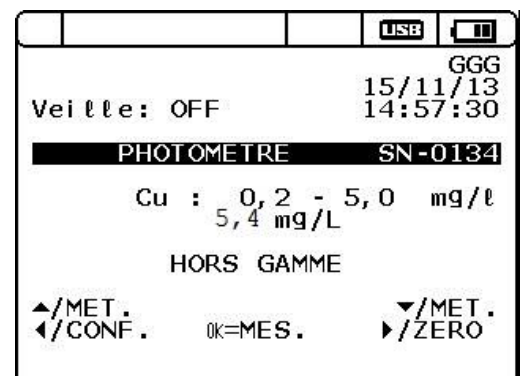 USB
GGG
15/11/13
Veille: OFF 14:57:30
PHOTOMETRE SN-0134
Cu : 0,2 - 5,0 mg/ℓ
5,4 mg/L
HORS GAMME
▲/MET. ▼/MET.
◀/CONF. OK=MES. ▶/ZERO